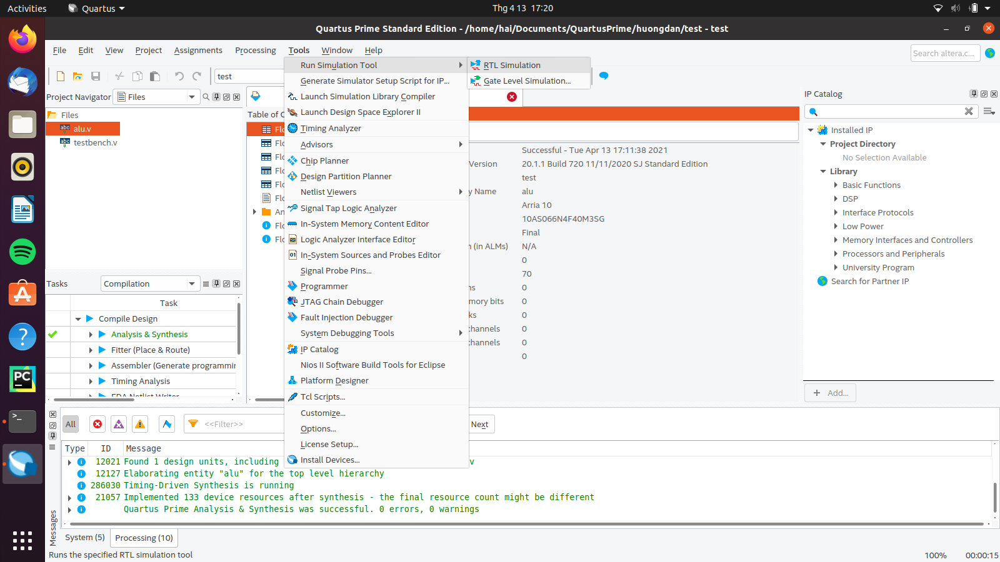 Activities
Quartus
Thg 4 13 17:20
Quartus Prime Standard Edition - /home/hai/Documents/QuartusPrime/huongdan/test - test
File Edit View Project Assignments Processing Tools Window Help
Search altera.c...
test
Run Simulation Tool
Generate Simulator Setup Script for IP...
Launch Simulation Library Compiler
Launch Design Space Explorer II
Timing Analyzer
Advisors
Chip Planner
Design Partition Planner
Netlist Viewers
Signal Tap Logic Analyzer
In-System Memory Content Editor
Logic Analyzer Interface Editor
In-System Sources and Probes Editor
Signal Probe Pins...
Programmer
JTAG Chain Debugger
Fault Injection Debugger
System Debugging Tools
IP Catalog
Nios II Software Build Tools for Eclipse
Platform Designer
Tcl Scripts...
Customize...
Options...
License Setup...
Install Devices...
RTL Simulation
Gate Level Simulation...
Project Navigator
Files
Files
alu.v
testbench.v
Table of C
Flo
Flo
Flo
Flo
Flo
Flo
An
Flo
Flo
Successful - Tue Apr 13 17:11:38 2021
Version 20.1.1 Build 720 11/11/2020 SJ Standard Edition
test
y Name alu
Arria 10
10AS066N4F40M3SG
Final
n (in ALMs) N/A
0
70
ns 0
mory bits 0
ks 0
channels 0
channels 0
0
IP Catalog
Installed IP
Project Directory
No Selection Available
Library
Basic Functions
DSP
Interface Protocols
Low Power
Memory Interfaces and Controllers
Processors and Peripherals
University Program
Search for Partner IP
Add...
Tasks
Compilation
Task
Compile Design
Analysis & Synthesis
Fitter (Place & Route)
Assembler (Generate programmin
Timing Analysis
EDA Netlist Writer
All
<<Filter>>
Next
Type ID Message
12021 Found 1 design units, including v
12127 Elaborating entity "alu" for the top level hierarchy
286030 Timing-Driven Synthesis is running
21057 Implemented 133 device resources after synthesis - the final resource count might be different
Quartus Prime Analysis & Synthesis was successful. 0 errors, 0 warnings
Messages
System (5)
Processing (10)
Runs the specified RTL simulation tool
100%
00:00:15